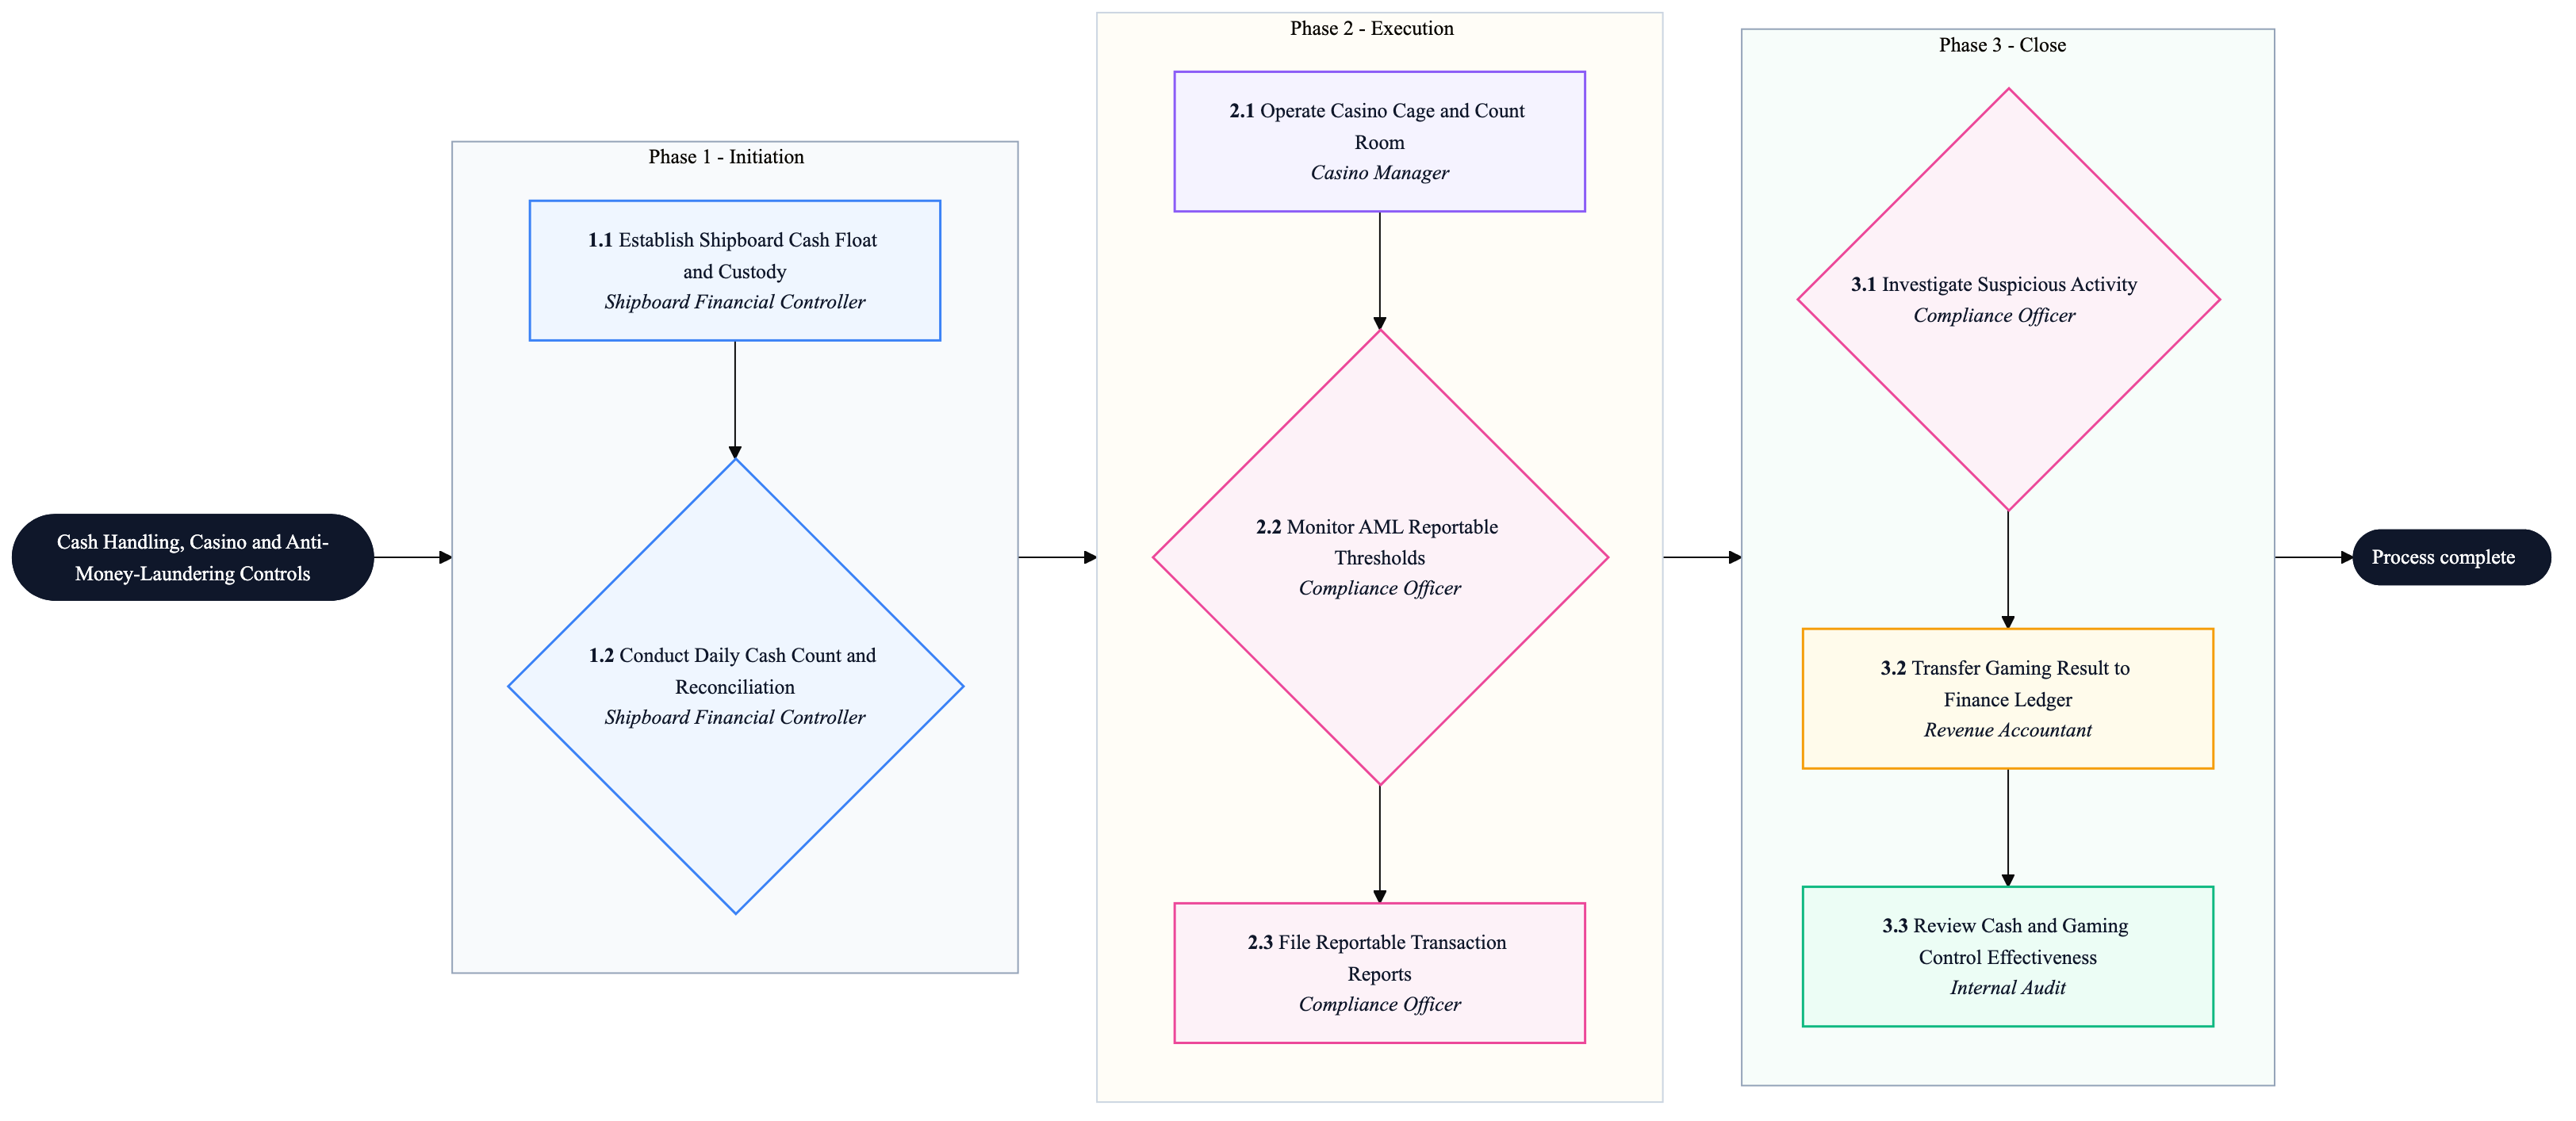 Cash Handling, Casino and Anti-
Money-Laundering Controls
Phase 1 - Initiation
1.1 Establish Shipboard Cash Float
and Custody
Shipboard Financial Controller
1.2 Conduct Daily Cash Count and
Reconciliation
Shipboard Financial Controller
Phase 2 - Execution
2.1 Operate Casino Cage and Count
Room
Casino Manager
2.2 Monitor AML Reportable
Thresholds
Compliance Officer
2.3 File Reportable Transaction
Reports
Compliance Officer
Phase 3 - Close
3.1 Investigate Suspicious Activity
Compliance Officer
3.2 Transfer Gaming Result to
Finance Ledger
Revenue Accountant
3.3 Review Cash and Gaming
Control Effectiveness
Internal Audit
Process complete